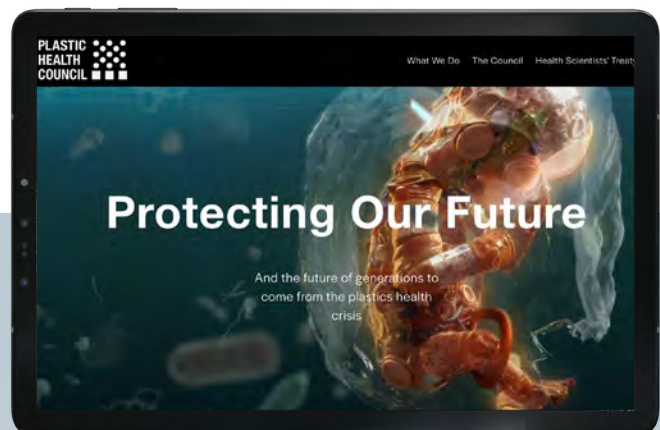 PLASTIC
HEALTH
COUNCIL
What We Do The Council Health Scientists' Treaty
Protecting Our Future
And the future of generations to
come from the plastics health
crisis